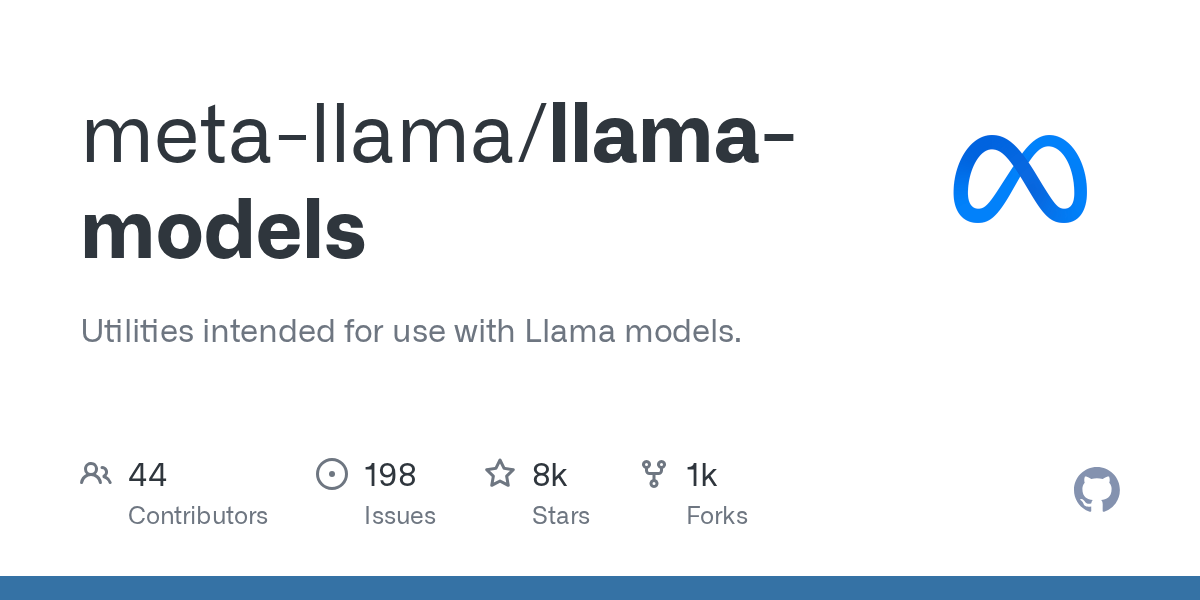 meta-llama/llama-
models
Utilities intended for use with Llama models.
44 198 8k 1k
Contributors Issues Stars Forks